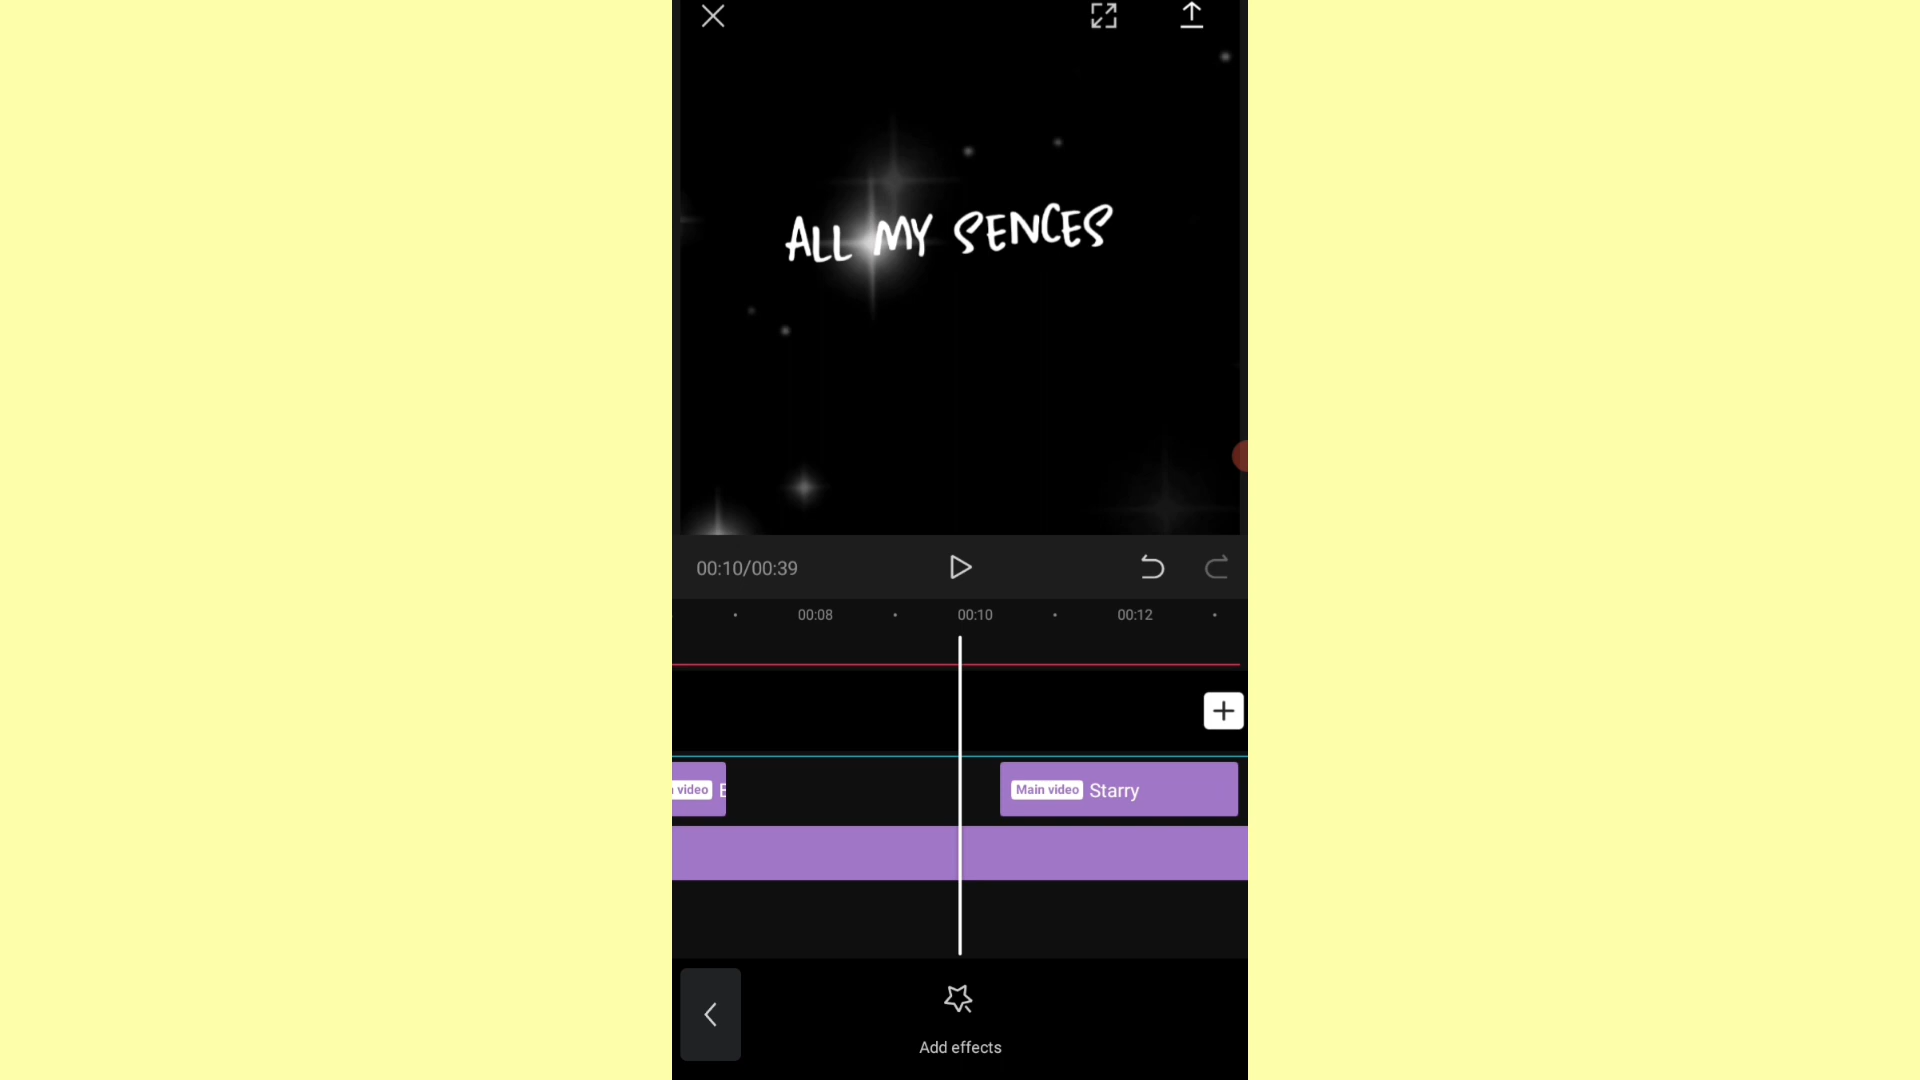 ALL MY SENCES
00:10/00:39
00:08
00:10
00:12
video
Main video Starry
Add effects